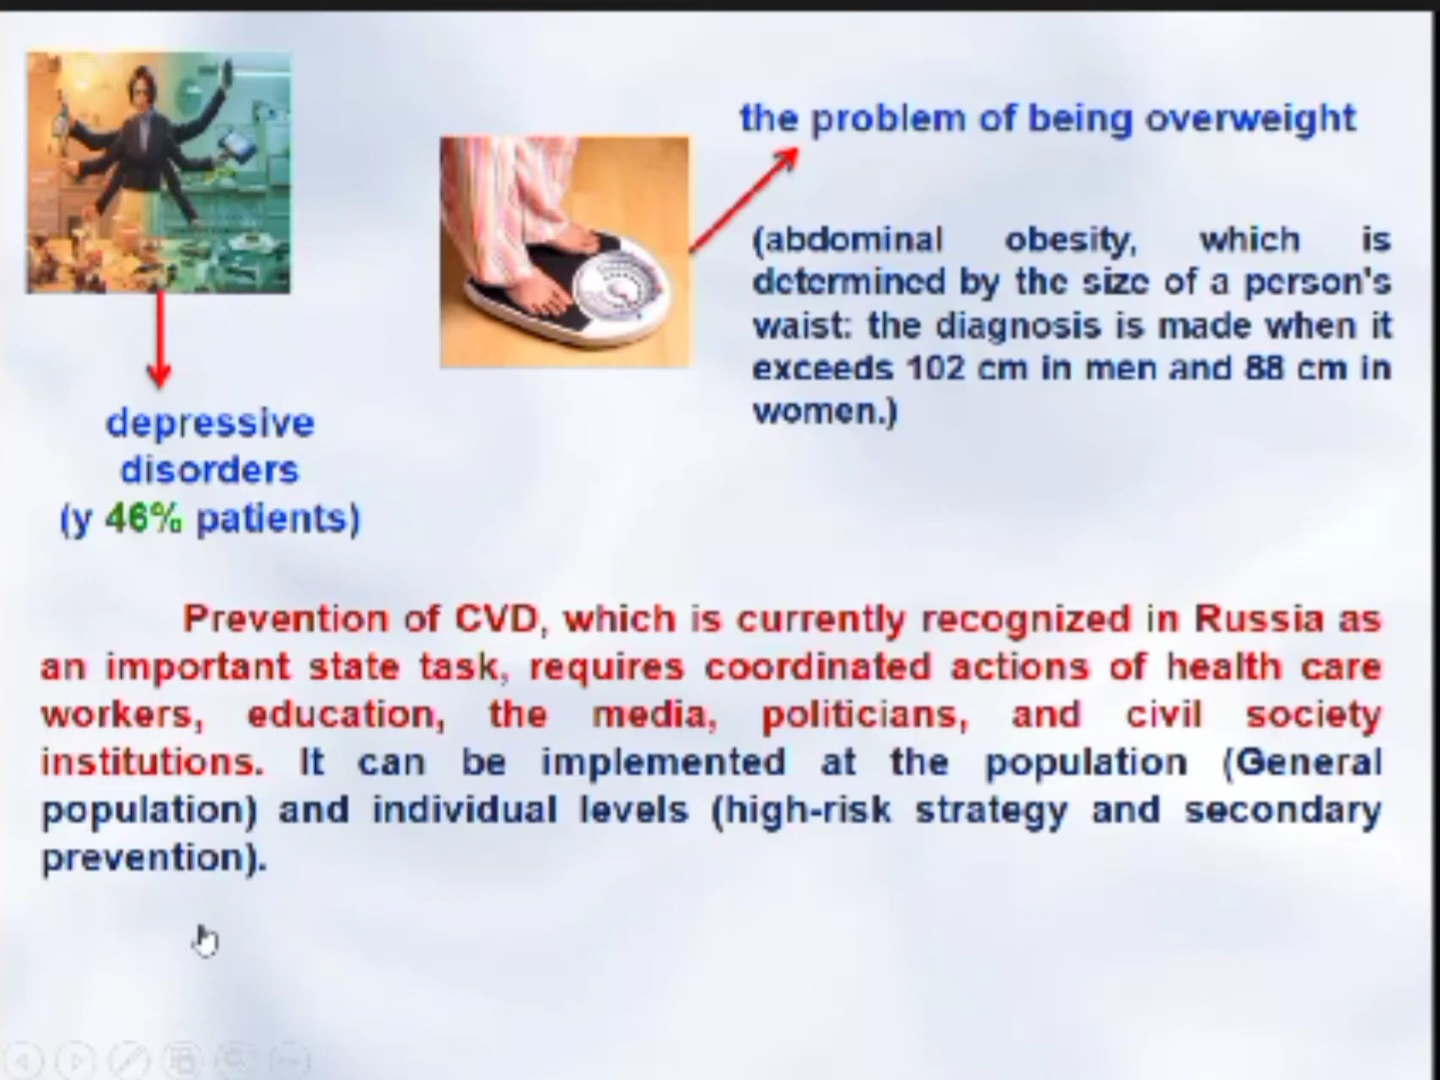 the problem of being overweight
(abdominal obesity, which is
determined by the size of a person's
waist: the diagnosis is made when it
exceeds 102 cm in men and 88 cm in
women.)
depressive
disorders
(y 46% patients)
Prevention of CVD, which is currently recognized in Russia as
an important state task, requires coordinated actions of health care
workers, education, the media, politicians, and civil society
institutions. It can be implemented at the population (General
population) and individual levels (high-risk strategy and secondary
prevention).